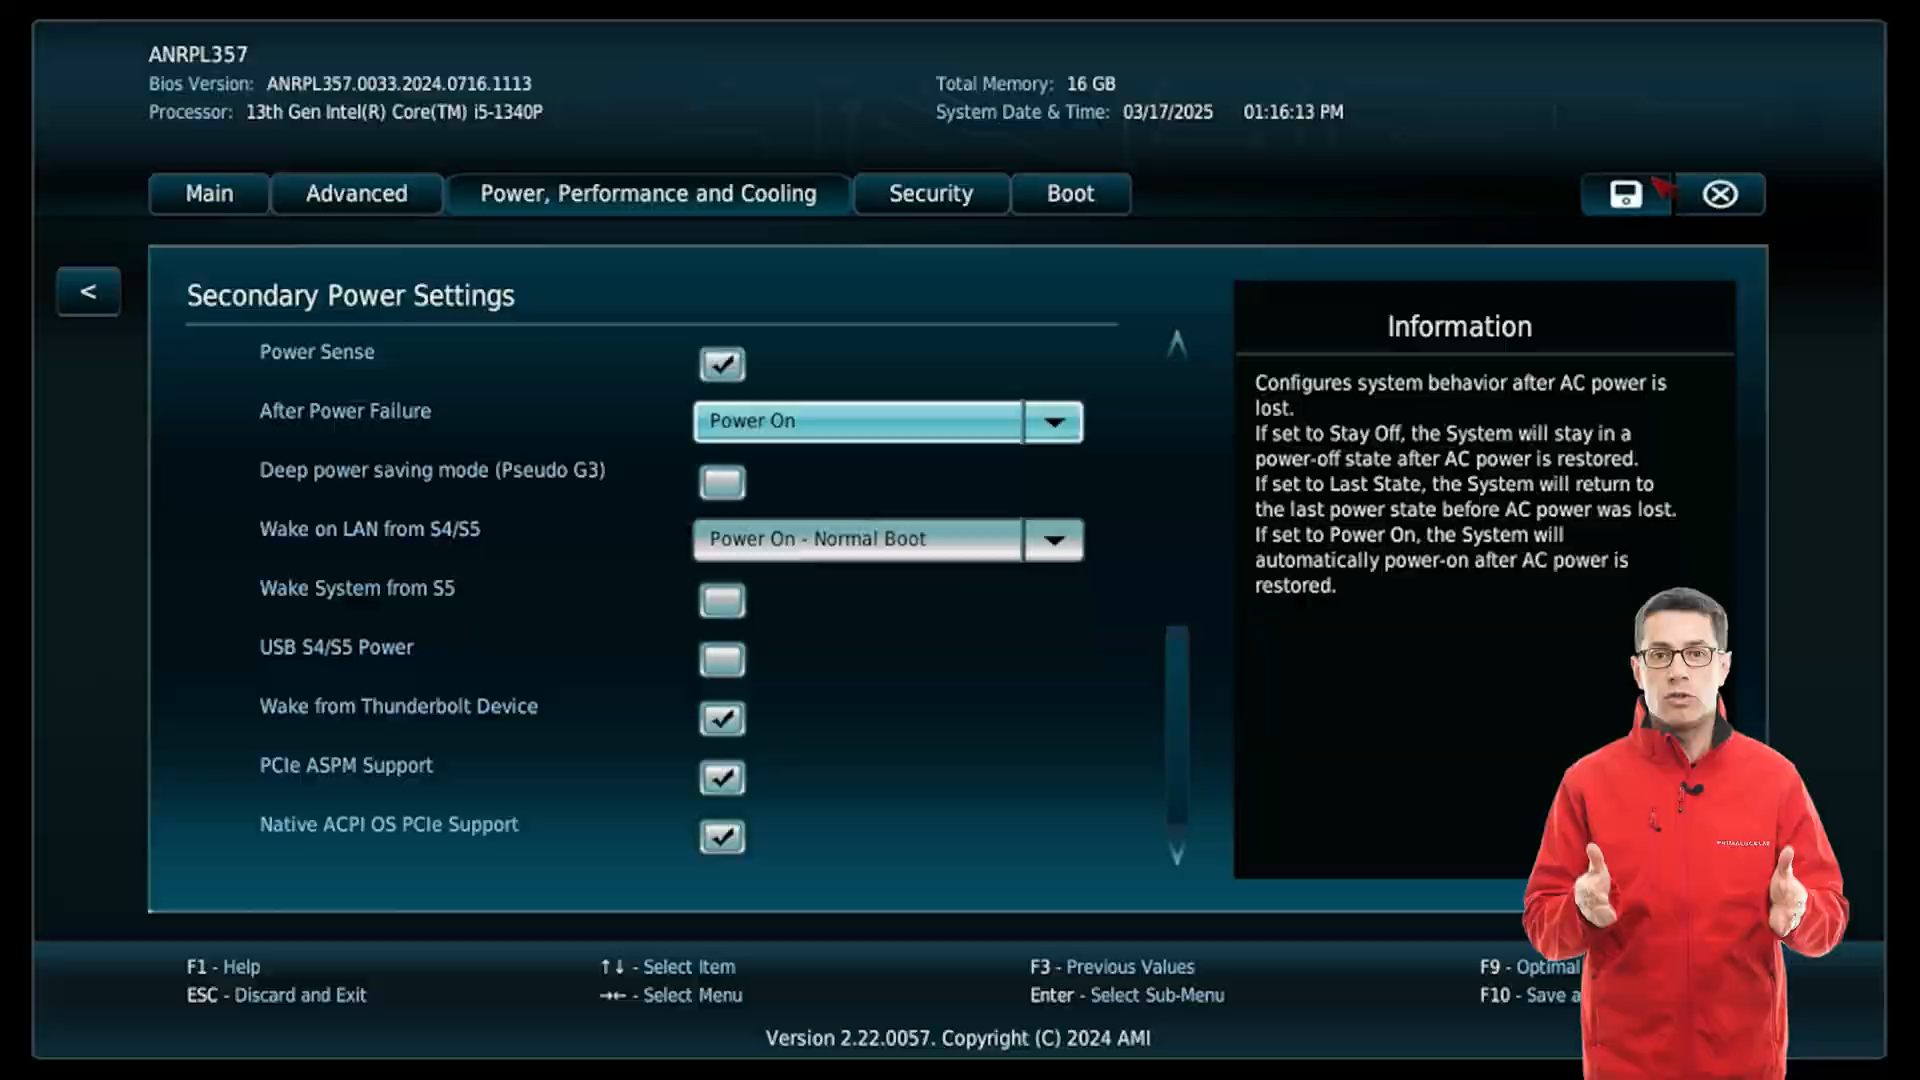 ANRPL357
Bios Version: ANRPL357.0033.2024.0716.1113
Total Memory: 16 GB
Processor: 13th Gen Intel(R) Core(TM) i5-1340P
System Date & Time: 03/17/2025 01:16:13 PM
Main
Advanced
Power, Performance and Cooling
Security
Boot
<
Secondary Power Settings
Power Sense
After Power Failure
Power On
Deep power saving mode (Pseudo G3)
Wake on LAN from S4/S5
Power On - Normal Boot
Wake System from S5
USB S4/S5 Power
Wake from Thunderbolt Device
PCIe ASPM Support
Native ACPI OS PCIe Support
Information
Configures system behavior after AC power is
lost.
If set to Stay Off, the System will stay in a
power-off state after AC power is restored.
If set to Last State, the System will return to
the last power state before AC power was lost.
If set to Power On, the System will
automatically power-on after AC power is
restored.
F1 - Help
↑↓ - Select Item
F3 - Previous Values
F9 - Optimal
ESC - Discard and Exit
→← - Select Menu
Enter - Select Sub-Menu
F10 - Save a
Version 2.22.0057. Copyright (C) 2024 AMI